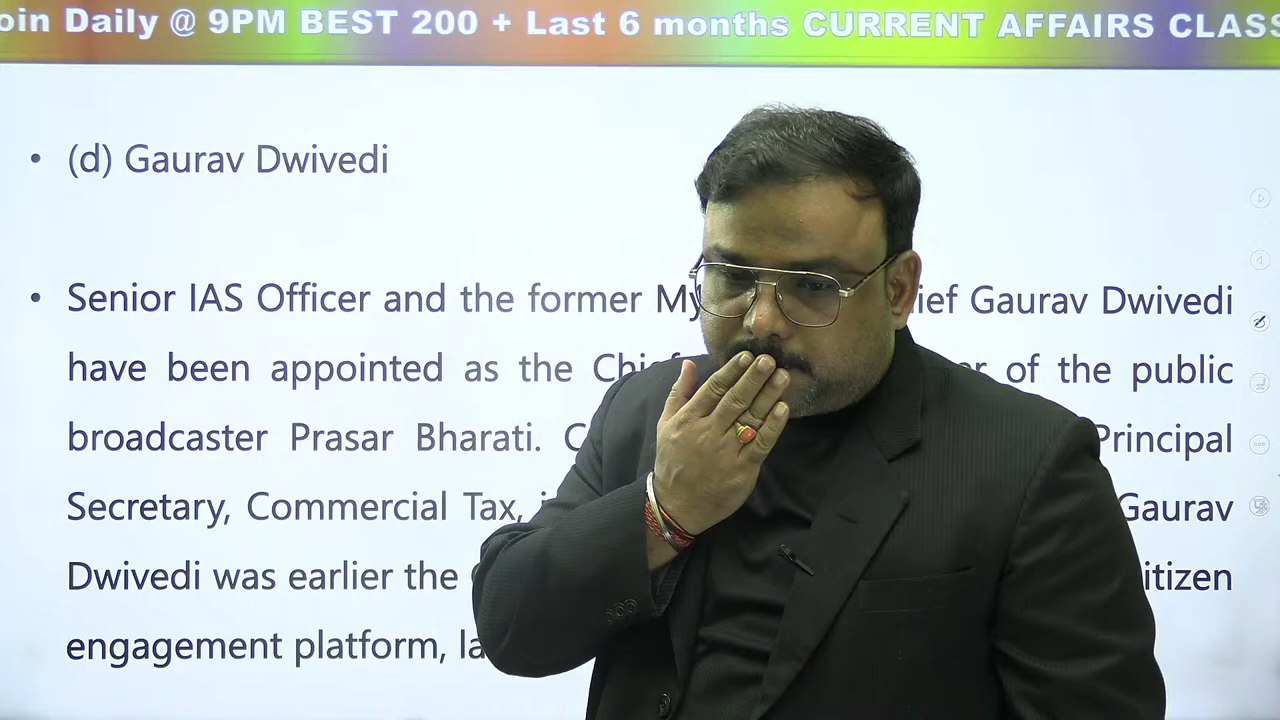 oin Daily @ 9PM BEST 200 + Last 6 months CURRENT AFFAIRS CLASS
• (d) Gaurav Dwivedi
• Senior IAS Officer and the former My ief Gaurav Dwivedi
have been appointed as the Chief of the public
broadcaster Prasar Bharati. Principal
Secretary, Commercial Tax, Gaurav
Dwivedi was earlier the itizen
engagement platform,